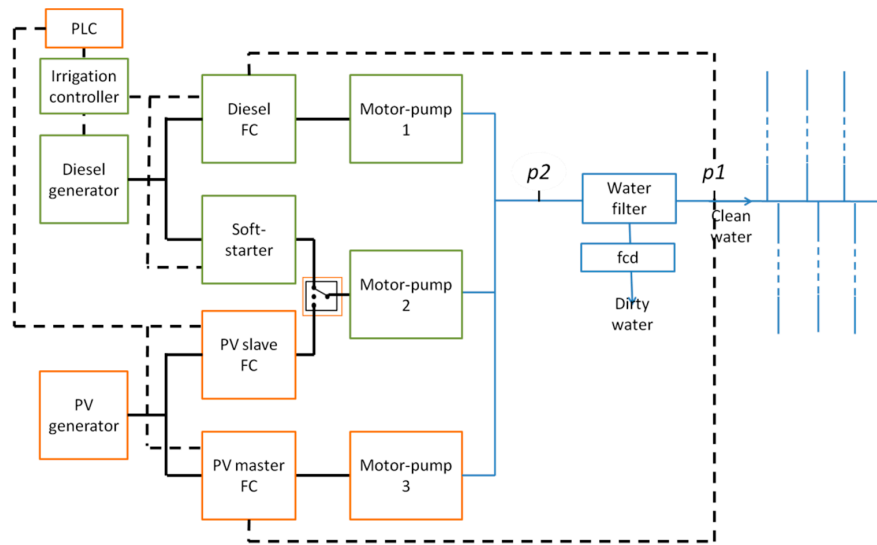 PLC
Irrigation
controller
Diesel
generator
Diesel
FC
Motor-pump
1
Soft-
starter
Motor-pump
2
PV slave
FC
PV
generator
PV master
FC
Motor-pump
3
p2
Water
filter
p1
Clean
water
fcd
Dirty
water